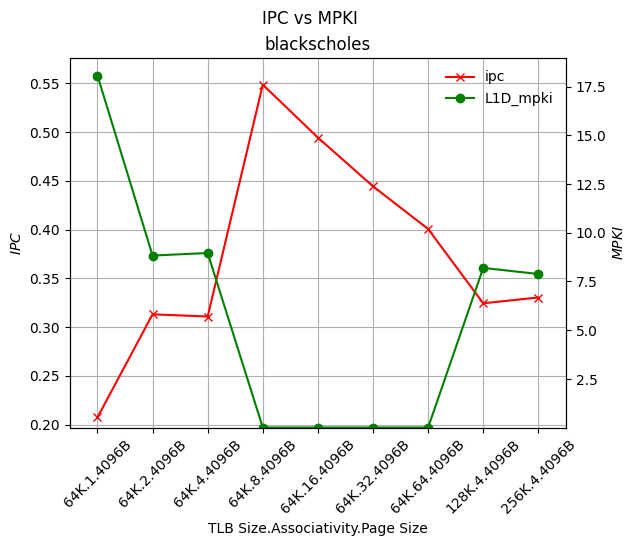 IPC vs MPKI
blackscholes
ipc
L1D_mpki
0.55
0.50
0.45
0.40
0.35
0.30
0.25
0.20
IPC
17.5
15.0
12.5
10.0
7.5
5.0
2.5
MPKI
64K.1.4096B
64K.2.4096B
64K.4.4096B
64K.8.4096B
64K.16.4096B
64K.32.4096B
64K.64.4096B
128K.4.4096B
256K.4.4096B
TLB Size.Associativity.Page Size